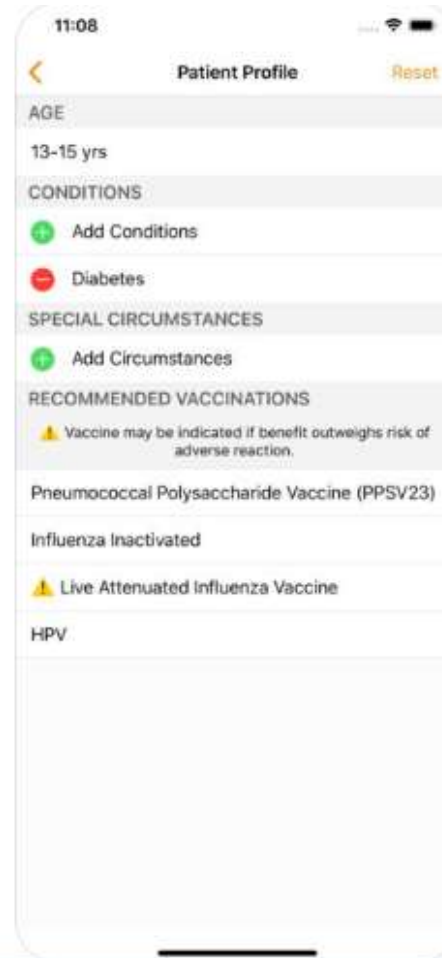 11:08
Patient Profile
Reset
AGE
13-15 yrs
CONDITIONS
Add Conditions
Diabetes
SPECIAL CIRCUMSTANCES
Add Circumstances
RECOMMENDED VACCINATIONS
Vaccine may be indicated if benefit outweighs risk of
adverse reaction.
Pneumococcal Polysaccharide Vaccine (PPSV23)
Influenza Inactivated
Live Attenuated Influenza Vaccine
HPV